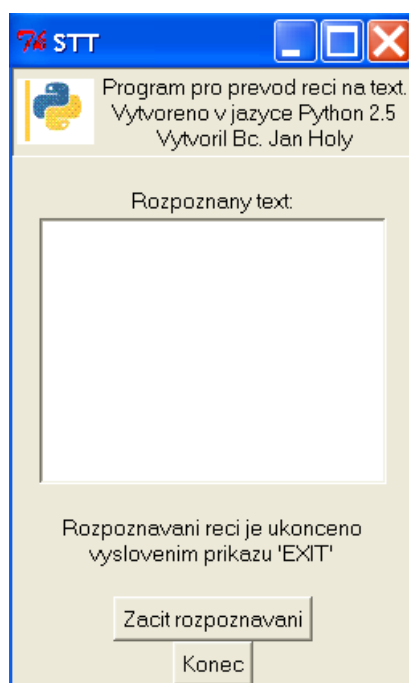 Tk STT
Program pro prevod reci na text.
Vytvoreno v jazyce Python 2.5
Vytvoril Bc. Jan Holy
Rozpoznany text:
Rozpoznavani reci je ukonceno
vyslovenim prikazu 'EXIT'
Zacit rozpoznavani
Konec